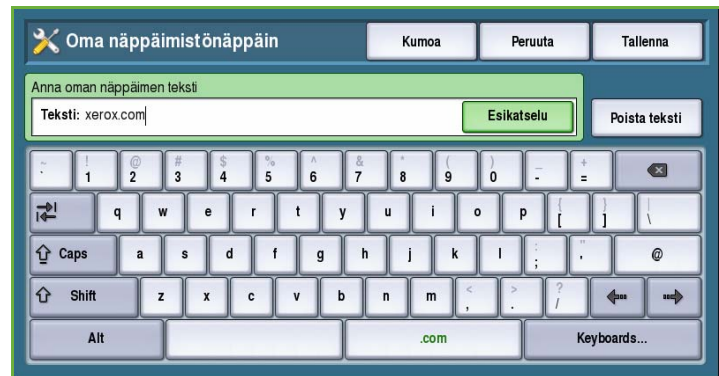 Oma näppäimistönäppäin Kumoa Peruuta Tallenna
Anna oman näppäimen teksti
Teksti: xerox.com Esikatselu Poista teksti
~ ` ! 1 @ 2 # 3 $ 4 % 5 ^ 6 & 7 * 8 ( 9 ) 0 _ - + =
q w e r t y u i o p { [ } ] | \
Caps a s d f g h j k l : ; " ' @
Shift z x c v b n m < , > . ? /
Alt .com Keyboards...